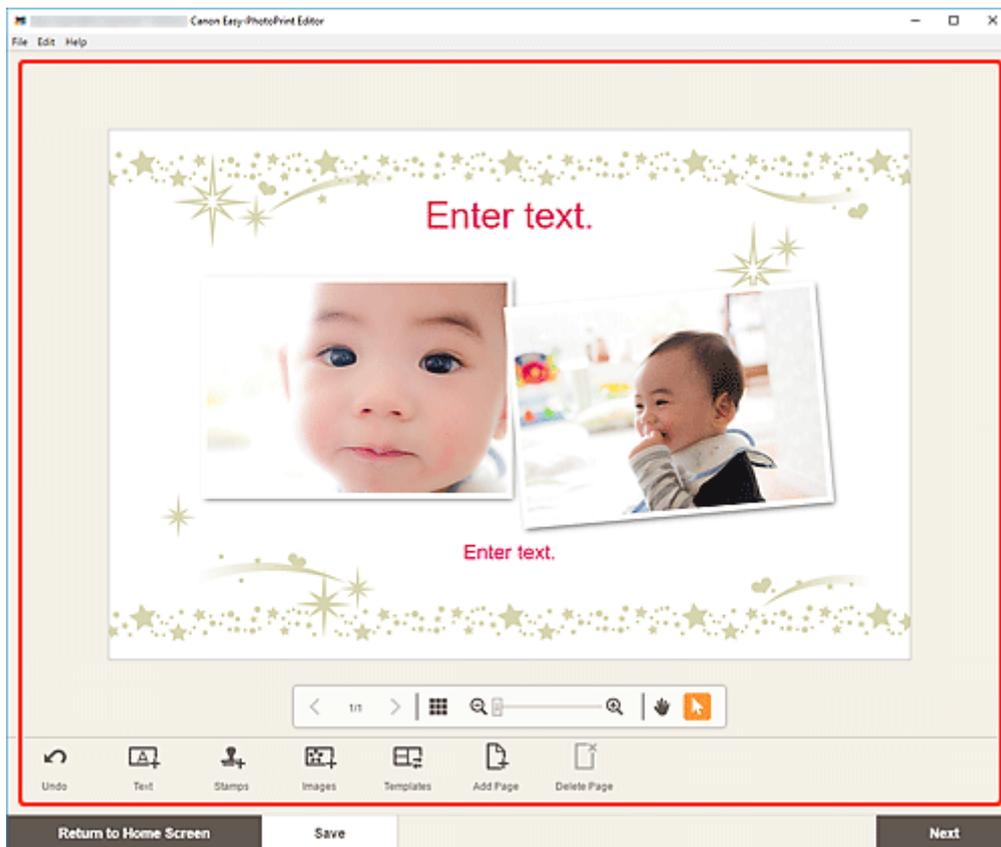 Canon Easy-PhotoPrint Editor
File Edit Help
Enter text.
Enter text.
1/1
Undo Text Stamps Images Templates Add Page Delete Page
Return to Home Screen Save Next